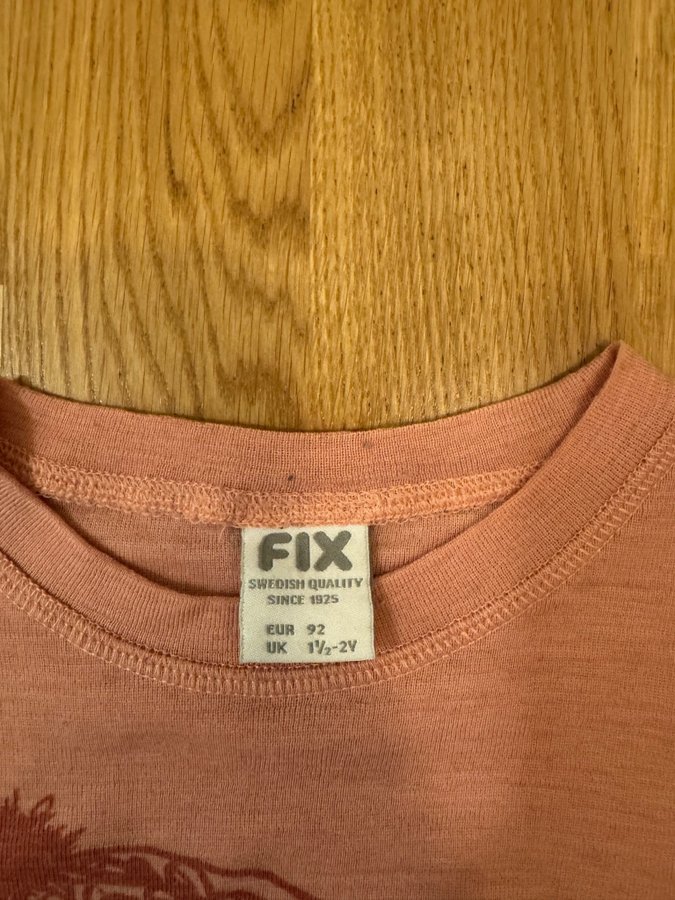 FIX
SWEDISH QUALITY
SINCE 1925
EUR 92
UK 1½-2Y